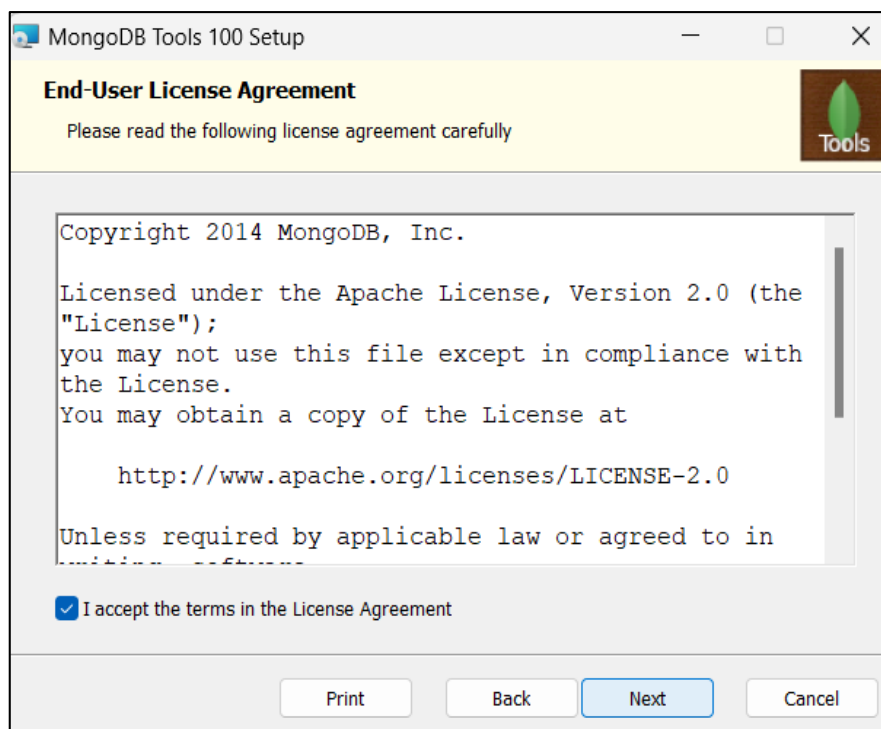 MongoDB Tools 100 Setup
End-User License Agreement
Please read the following license agreement carefully
Tools
Copyright 2014 MongoDB, Inc.
Licensed under the Apache License, Version 2.0 (the
"License");
you may not use this file except in compliance with
the License.
You may obtain a copy of the License at
http://www.apache.org/licenses/LICENSE-2.0
Unless required by applicable law or agreed to in
I accept the terms in the License Agreement
Print Back Next Cancel